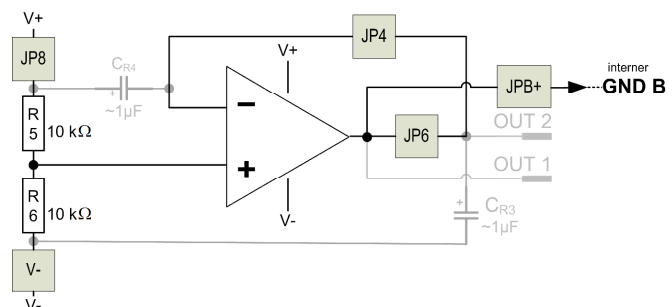 V+
JP8
R
5
10 kΩ
R
6
10 kΩ
V-
V-
CR4
+
~1µF
JP4
V+
-
+
V-
JP6
JPB+
interner
GND B
OUT 2
OUT 1
+
CR3
~1µF